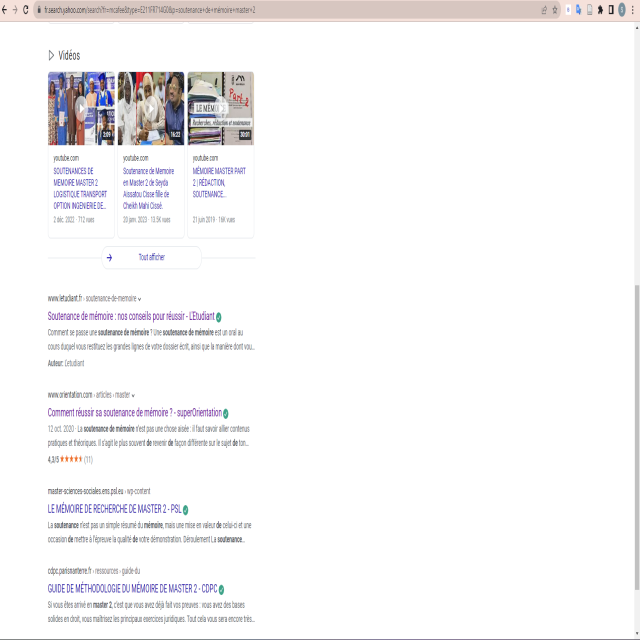 fr.search.yahoo.com/search?fr=mcafee&type=E211FR714G0&p=soutenance+de+mémoire+master+2
Vidéos
LE MÉMO
Part. 2
Recherches, rédaction et soutenance
2:09
16:22
30:01
youtube.com
SOUTENANCES DE
MEMOIRE MASTER 2
LOGISTIQUE TRANSPORT
OPTION INGENIERIE DE...
2 déc. 2022 · 712 vues
youtube.com
Soutenance de Memoire
en Master 2 de Seyda
Aissatou Cisse fille de
Cheikh Mahi Cissé.
20 janv. 2023 · 13.5K vues
youtube.com
MÉMOIRE MASTER PART
2 | RÉDACTION,
SOUTENANCE...
21 juin 2019 · 16K vues
Tout afficher
www.letudiant.fr › soutenance-de-memoire
Soutenance de mémoire : nos conseils pour réussir - L'Etudiant
Comment se passe une soutenance de mémoire ? Une soutenance de mémoire est un oral au
cours duquel vous restituez les grandes lignes de votre dossier écrit, ainsi que la manière dont vou...
Auteur: L'etudiant
www.orientation.com › articles › master
Comment réussir sa soutenance de mémoire ? - superOrientation
12 oct. 2020 · La soutenance de mémoire n'est pas une chose aisée : il faut savoir allier contenus
pratiques et théoriques. Il s'agit le plus souvent de revenir de façon différente sur le sujet de ton...
4,3/5 (11)
master-sciences-sociales.ens.psl.eu › wp-content
LE MÉMOIRE DE RECHERCHE DE MASTER 2 - PSL
La soutenance n'est pas un simple résumé du mémoire, mais une mise en valeur de celui-ci et une
occasion de mettre à l'épreuve la qualité de votre démonstration. Déroulement La soutenance...
cdpc.parisnanterre.fr › ressources › guide-du
GUIDE DE MÉTHODOLOGIE DU MÉMOIRE DE MASTER 2 - CDPC
Si vous êtes arrivé en master 2, c'est que vous avez déjà fait vos preuves : vous avez des bases
solides en droit, vous maîtrisez les principaux exercices juridiques. Tout cela vous sera encore très...